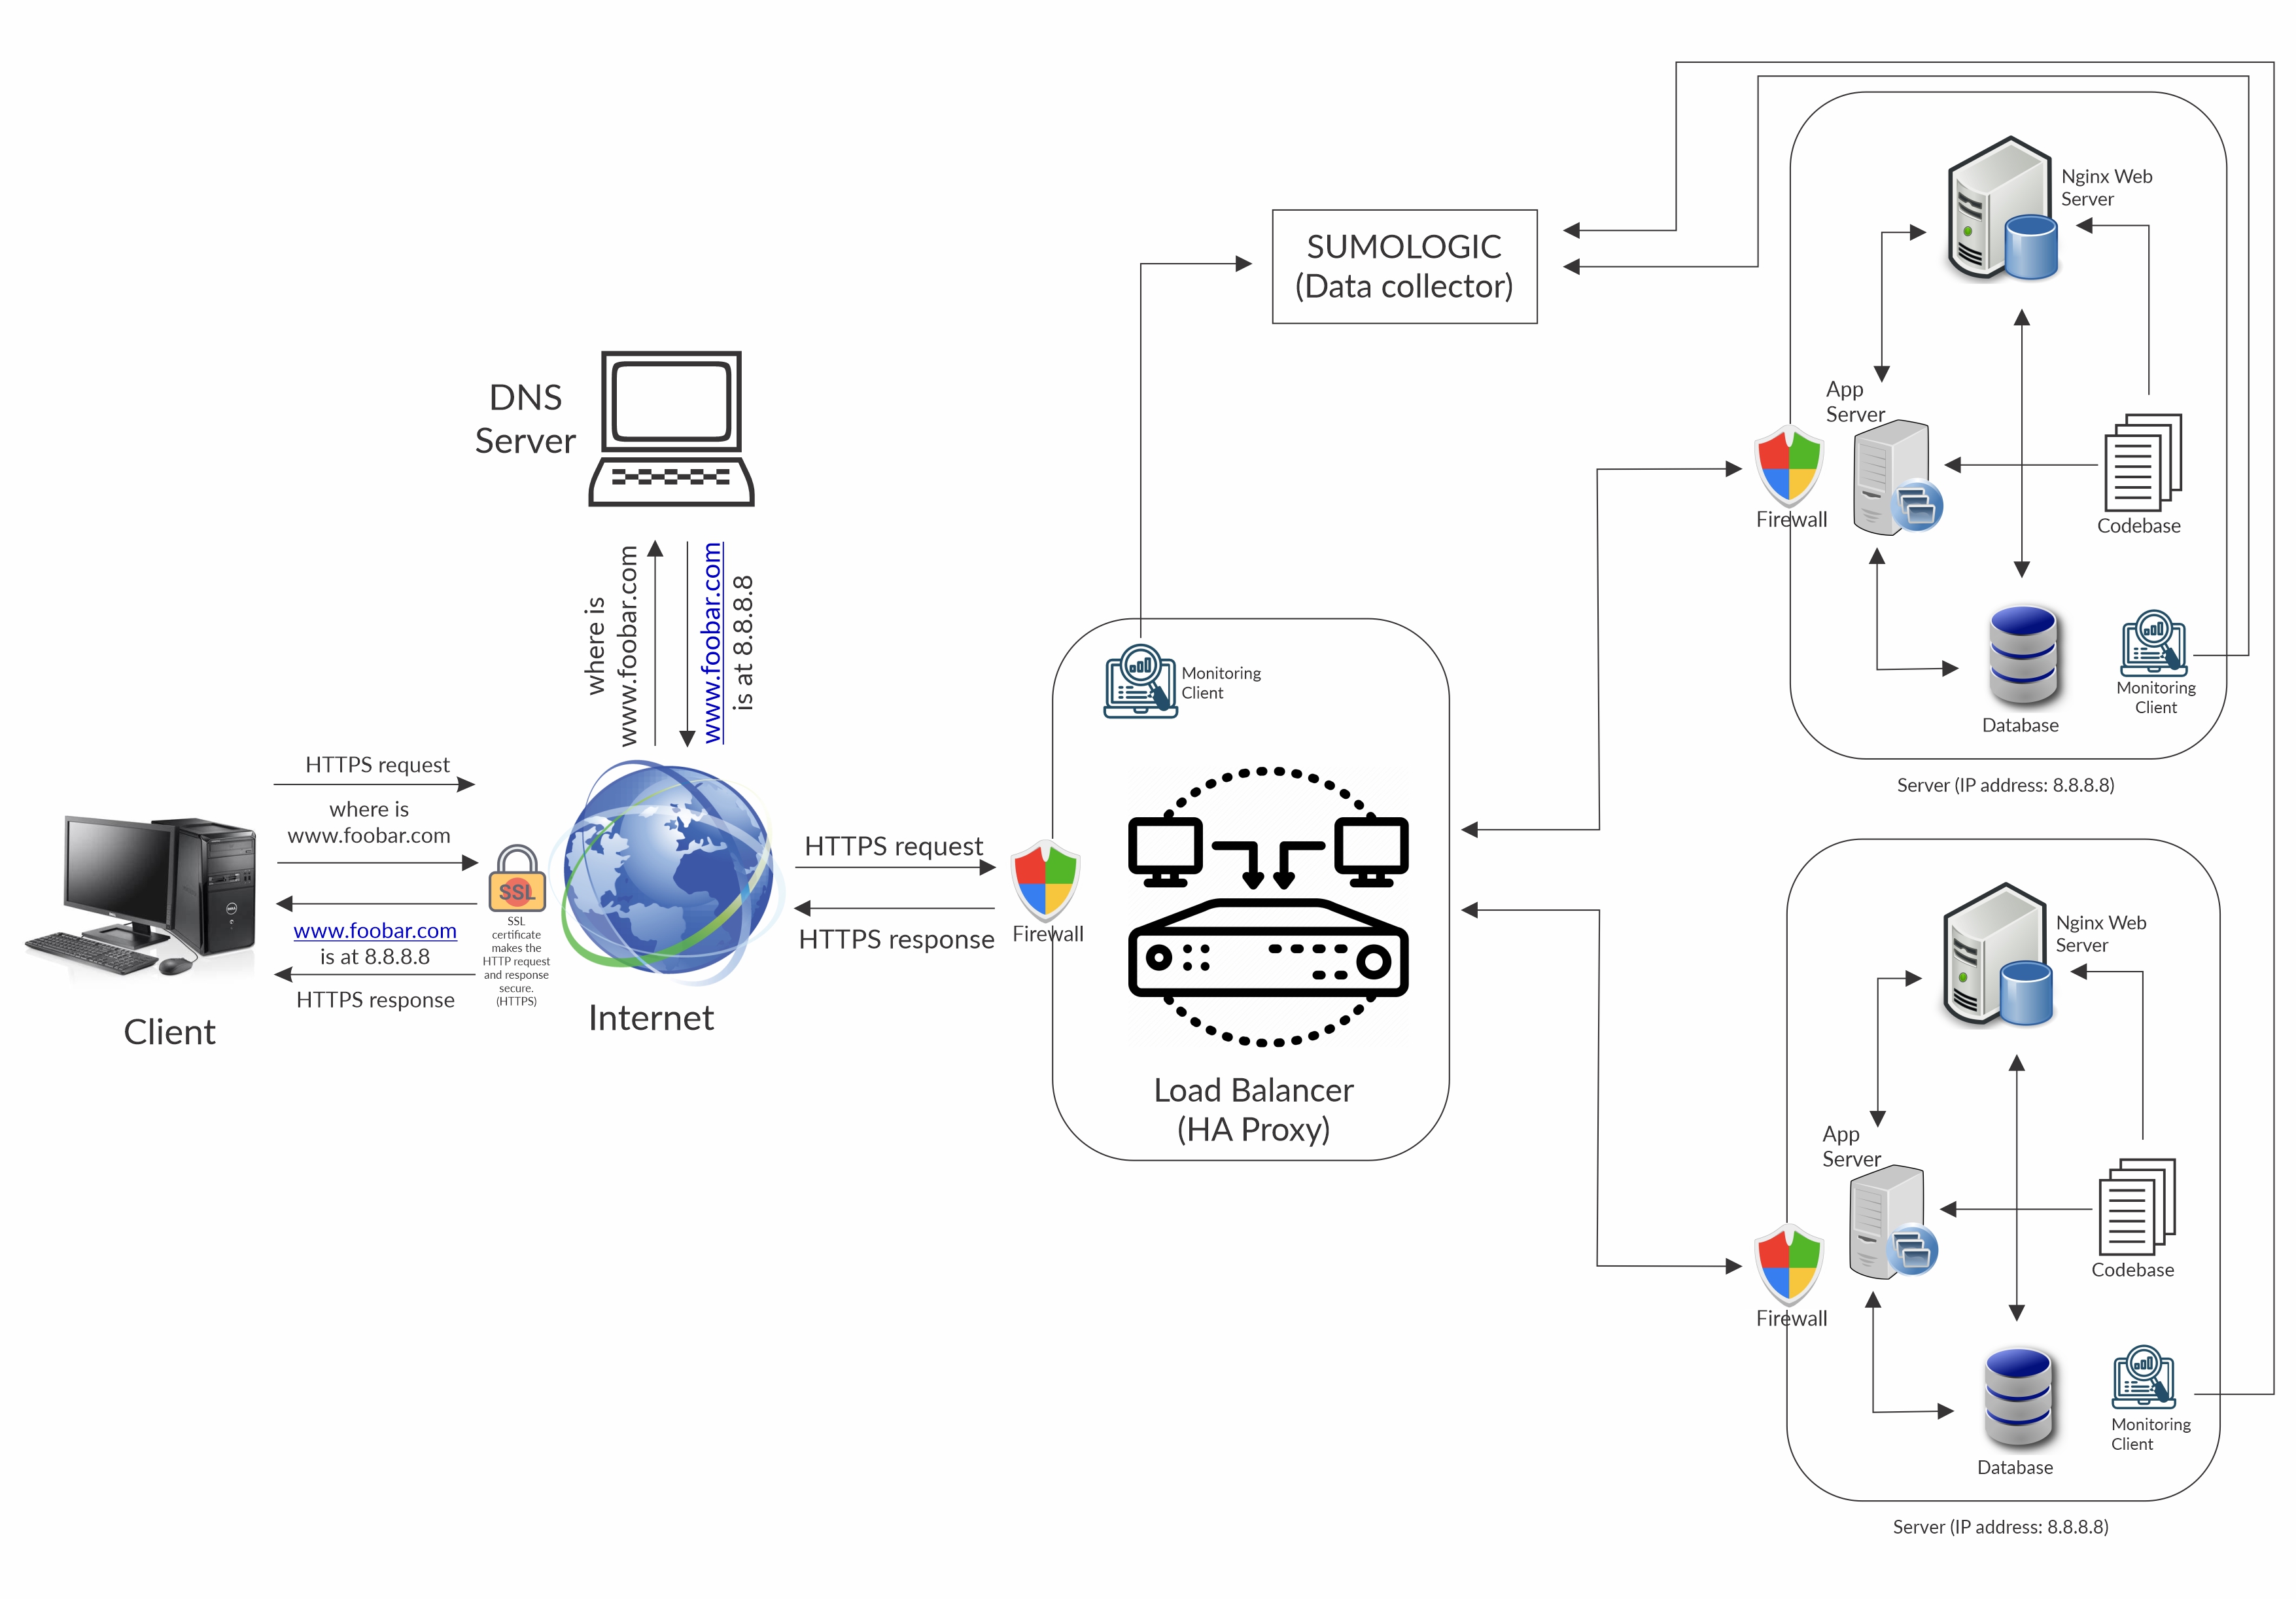 SUMOLOGIC
(Data collector)
Nginx Web
Server
App
Server
Firewall
Codebase
Database
Monitoring
Client
Server (IP address: 8.8.8.8)
DNS
Server
where is
www.foobar.com
www.foobar.com
is at 8.8.8.8
HTTPS request
where is
www.foobar.com
www.foobar.com
is at 8.8.8.8
HTTPS response
Client
SSL
SSL
certificate
makes the
HTTP request
and response
secure.
(HTTPS)
Internet
HTTPS request
HTTPS response
Firewall
Monitoring
Client
Load Balancer
(HA Proxy)
Nginx Web
Server
App
Server
Firewall
Codebase
Database
Monitoring
Client
Server (IP address: 8.8.8.8)